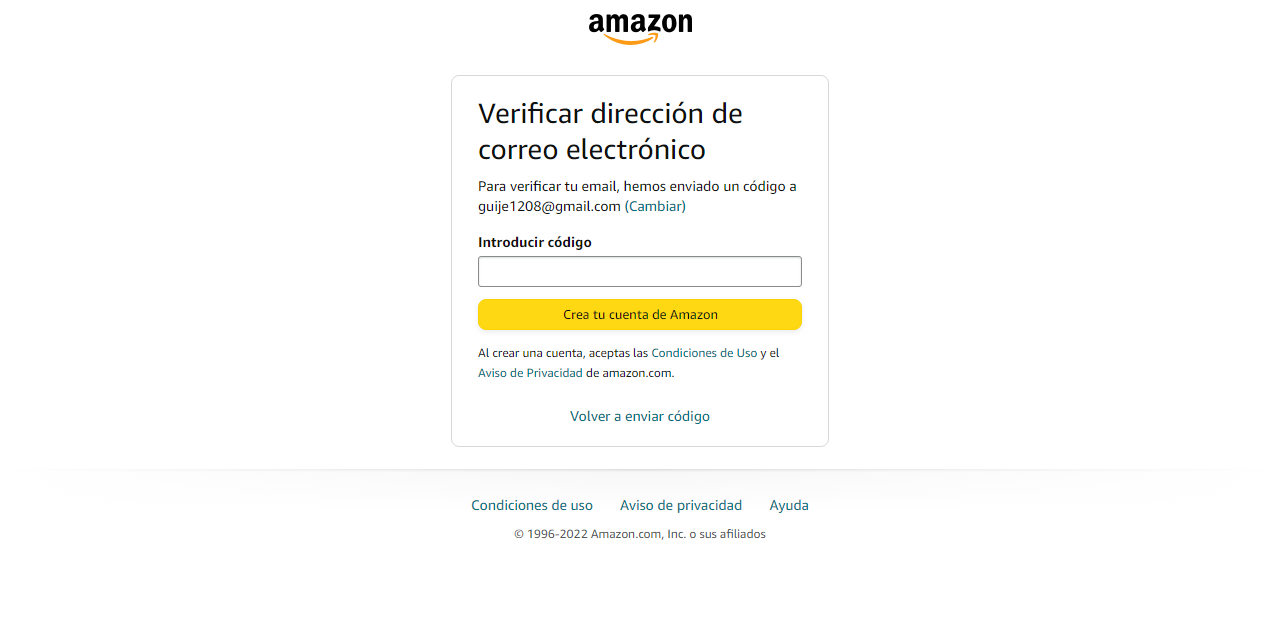 amazon
Verificar dirección de
correo electrónico
Para verificar tu email, hemos enviado un código a
guije1208@gmail.com (Cambiar)
Introducir código
Crea tu cuenta de Amazon
Al crear una cuenta, aceptas las Condiciones de Uso y el
Aviso de Privacidad de amazon.com.
Volver a enviar código
Condiciones de uso Aviso de privacidad Ayuda
© 1996-2022 Amazon.com, Inc. o sus afiliados